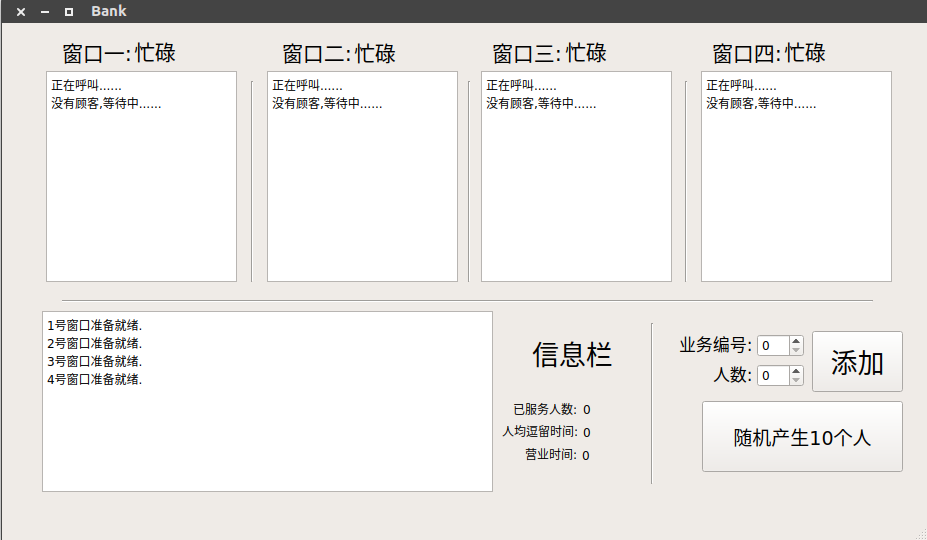 Bank
窗口一: 忙碌
窗口二: 忙碌
窗口三: 忙碌
窗口四: 忙碌
正在呼叫......
没有顾客,等待中......
正在呼叫......
没有顾客,等待中......
正在呼叫......
没有顾客,等待中......
正在呼叫......
没有顾客,等待中......
1号窗口准备就绪.
2号窗口准备就绪.
3号窗口准备就绪.
4号窗口准备就绪.
信息栏
已服务人数: 0
人均逗留时间: 0
营业时间: 0
业务编号: 0
人数: 0
添加
随机产生10个人